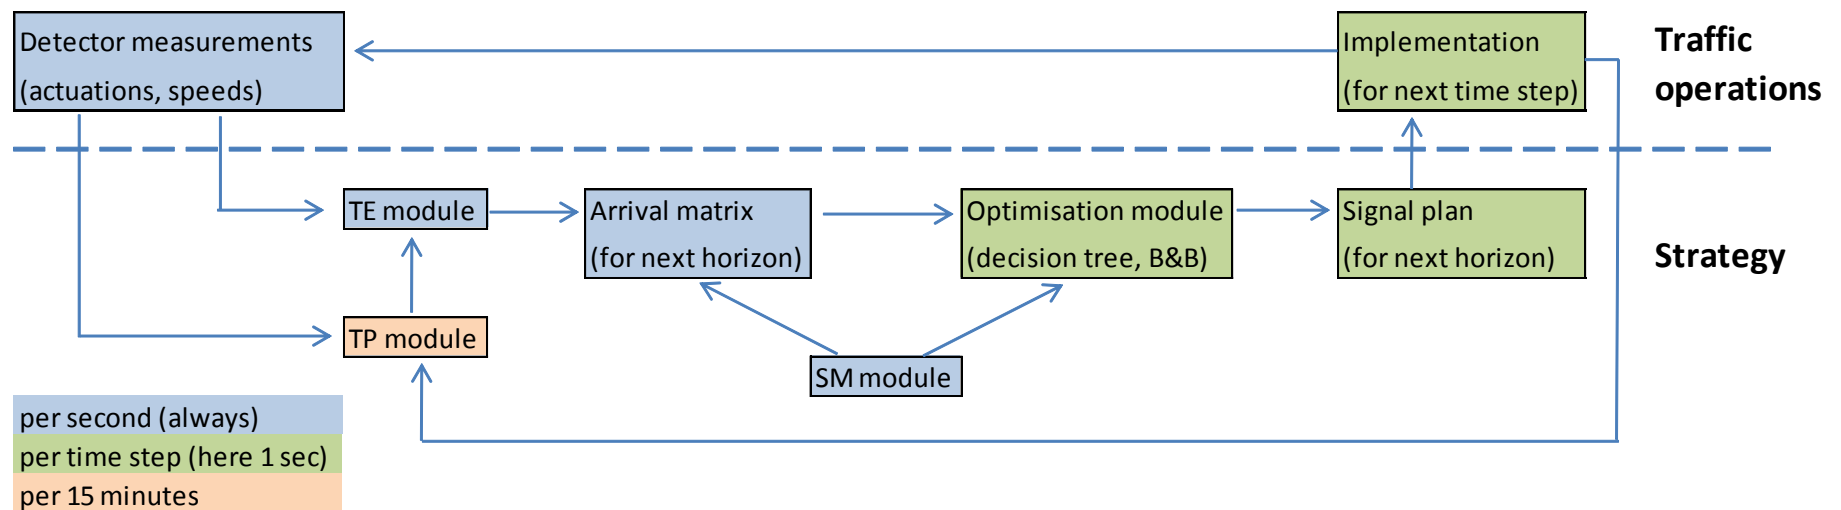 Detector measurements
(actuations, speeds)
Implementation
(for next time step)
Traffic
operations
TE module
Arrival matrix
(for next horizon)
Optimisation module
(decision tree, B&B)
Signal plan
(for next horizon)
Strategy
TP module
SM module
per second (always)
per time step (here 1 sec)
per 15 minutes